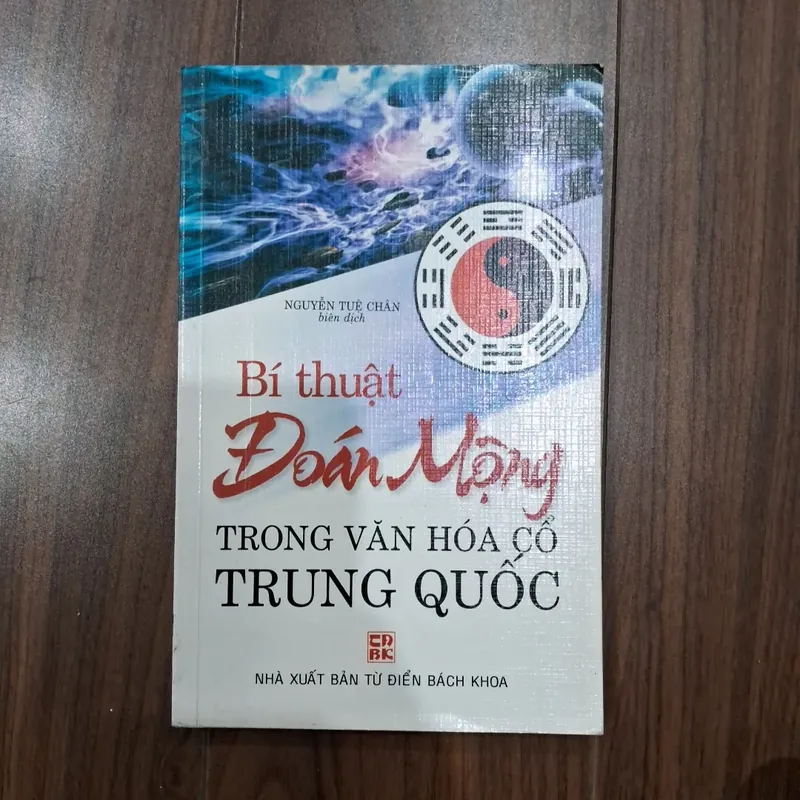 NGUYỄN TUỆ CHÂN
biên dịch
Bí thuật
Đoán Mộng
TRONG VĂN HÓA CỔ
TRUNG QUỐC
TĐ
BK
NHÀ XUẤT BẢN TỪ ĐIỂN BÁCH KHOA